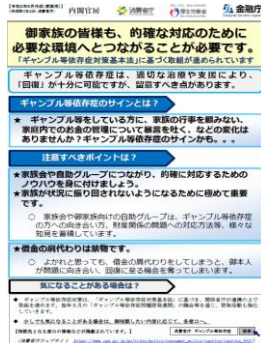 内閣官房
消費者庁
金融庁
御家族の皆様も、的確な対応のために
必要な環境へとつながることが必要です。
「ギャンブル等依存症対策基本法」に基づく取組が進められています
ギャンブル等依存症は、適切な治療や支援により、
「回復」が十分に可能ですが、留意すべき点があります。
ギャンブル等依存症のサインとは？
★ ギャンブル等をしている方に、家族の行事を顧みない、
家庭内でのお金の管理について暴言を吐く、などの変化は
ありませんか？ギャンブル等依存症のサインかも。。。
注意すべきポイントは？
★家族会や自助グループにつながり、的確に対応するための
ノウハウを身に付けましょう。
★家族が状況に振り回されないようになるために極めて重要
です。
○ 家族会や御家族向けの自助グループは、ギャンブル等依存症
の方への向き合い方、財産関係の問題への対応方法等、様々な
知見を蓄積しています。
★借金の肩代わりは禁物です。
○ よかれと思っても、借金の肩代わりをしてしまうと、御本人
が問題に向き合い、回復に至る機会を奪ってしまいます。
気になることがある場合は？
消費者庁 ギャンブル等依存症
検索